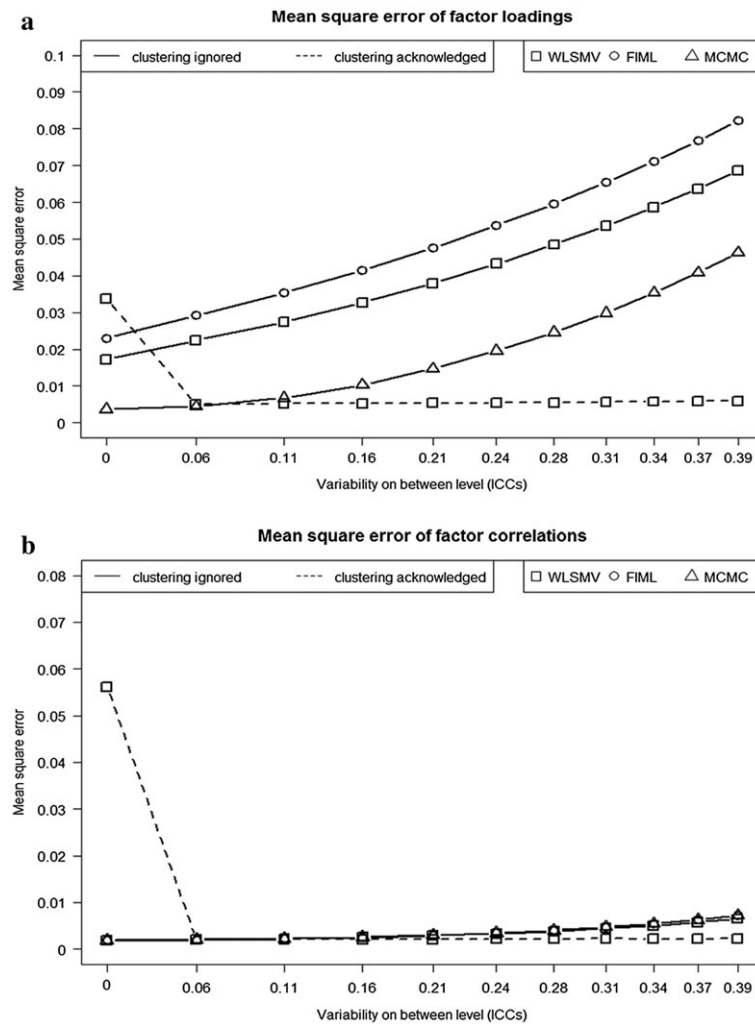 a
Mean square error of factor loadings
clustering ignored clustering acknowledged WLSMV FIML MCMC
0.1
0.09
0.08
0.07
0.06
0.05
0.04
0.03
0.02
0.01
0
Mean square error
0 0.06 0.11 0.16 0.21 0.24 0.28 0.31 0.34 0.37 0.39
Variability on between level (ICCs)
b
Mean square error of factor correlations
clustering ignored clustering acknowledged WLSMV FIML MCMC
0.08
0.07
0.06
0.05
0.04
0.03
0.02
0.01
0
Mean square error
0 0.06 0.11 0.16 0.21 0.24 0.28 0.31 0.34 0.37 0.39
Variability on between level (ICCs)